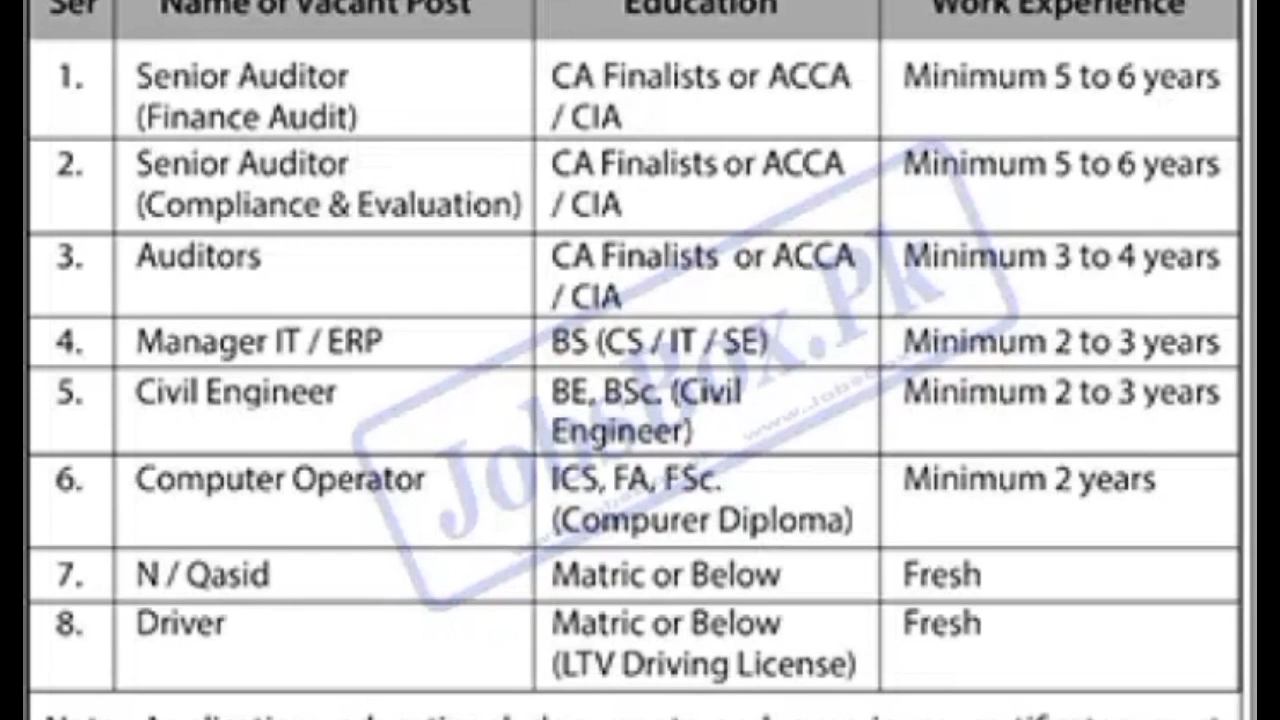 Ser Name of Vacant Post Education Work Experience
1. Senior Auditor CA Finalists or ACCA Minimum 5 to 6 years
(Finance Audit) / CIA
2. Senior Auditor CA Finalists or ACCA Minimum 5 to 6 years
(Compliance & Evaluation) / CIA
3. Auditors CA Finalists or ACCA Minimum 3 to 4 years
/ CIA
4. Manager IT / ERP BS (CS / IT / SE) Minimum 2 to 3 years
5. Civil Engineer BE, BSc. (Civil Minimum 2 to 3 years
Engineer)
6. Computer Operator ICS, FA, FSc. Minimum 2 years
(Compurer Diploma)
7. N / Qasid Matric or Below Fresh
8. Driver Matric or Below Fresh
(LTV Driving License)
JobsBox.Pk